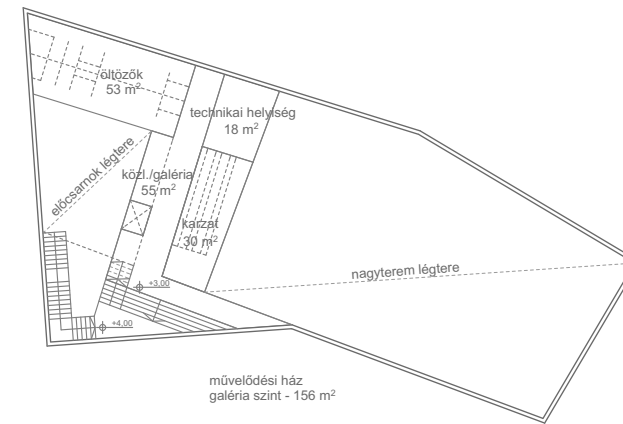 öltözők
53 m²
technikai helyiség
18 m²
előcsarnok légtere
közl./galéria
55 m²
karzat
30 m²
nagyterem légtere
+3,00
+4,00
művelődési ház
galéria szint - 156 m²